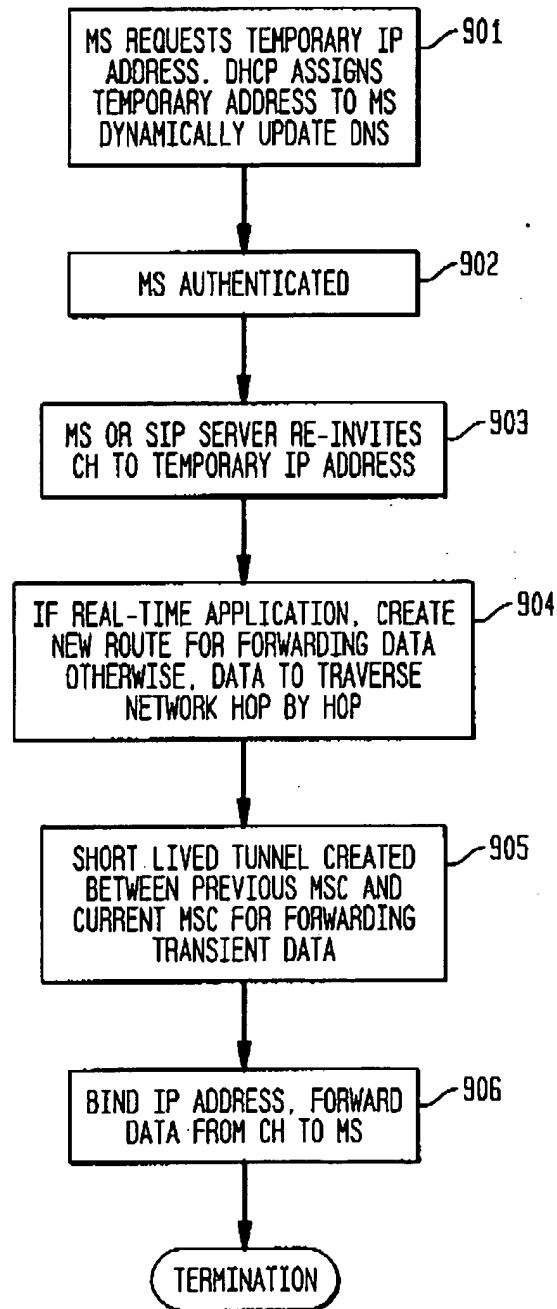 MS REQUESTS TEMPORARY IP
ADDRESS. DHCP ASSIGNS
TEMPORARY ADDRESS TO MS
DYNAMICALLY UPDATE DNS
901
MS AUTHENTICATED
902
MS OR SIP SERVER RE-INVITES
CH TO TEMPORARY IP ADDRESS
903
IF REAL-TIME APPLICATION, CREATE
NEW ROUTE FOR FORWARDING DATA
OTHERWISE, DATA TO TRAVERSE
NETWORK HOP BY HOP
904
SHORT LIVED TUNNEL CREATED
BETWEEN PREVIOUS MSC AND
CURRENT MSC FOR FORWARDING
TRANSIENT DATA
905
BIND IP ADDRESS, FORWARD
DATA FROM CH TO MS
906
TERMINATION